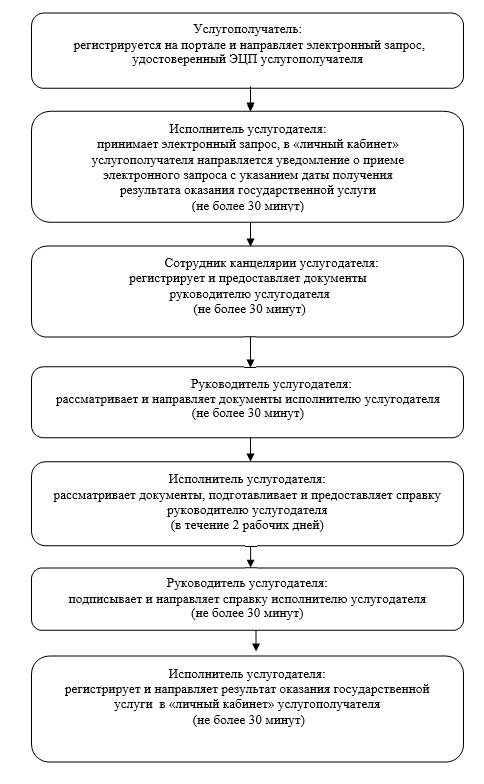 Услугополучатель:
регистрируется на портале и направляет электронный запрос,
удостоверенный ЭЦП услугополучателя
Исполнитель услугодателя:
принимает электронный запрос, в «личный кабинет»
услугополучателя направляется уведомление о приеме
электронного запроса с указанием даты получения
результата оказания государственной услуги
(не более 30 минут)
Сотрудник канцелярии услугодателя:
регистрирует и предоставляет документы
руководителю услугодателя
(не более 30 минут)
Руководитель услугодателя:
рассматривает и направляет документы исполнителю услугодателя
(не более 30 минут)
Исполнитель услугодателя:
рассматривает документы, подготавливает и предоставляет справку
руководителю услугодателя
(в течение 2 рабочих дней)
Руководитель услугодателя:
подписывает и направляет справку исполнителю услугодателя
(не более 30 минут)
Исполнитель услугодателя:
регистрирует и направляет результат оказания государственной
услуги в «личный кабинет» услугополучателя
(не более 30 минут)